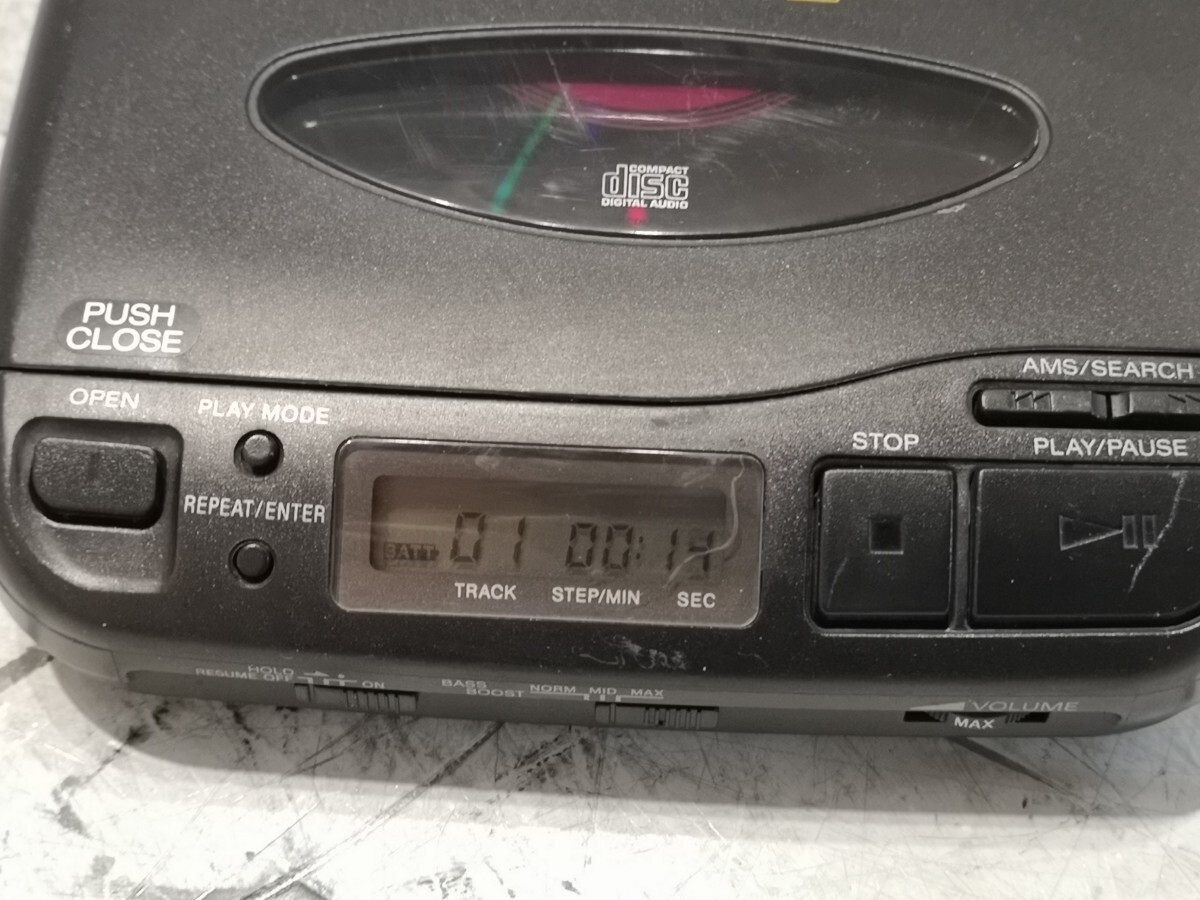 COMPACT
disc
DIGITAL AUDIO
PUSH
CLOSE
AMS/SEARCH
OPEN
PLAY MODE
STOP
PLAY/PAUSE
REPEAT/ENTER
BATT 01 00:14
TRACK STEP/MIN SEC
HOLD
RESUME OFF ON
BASS
BOOST NORM MID MAX
VOLUME
MAX